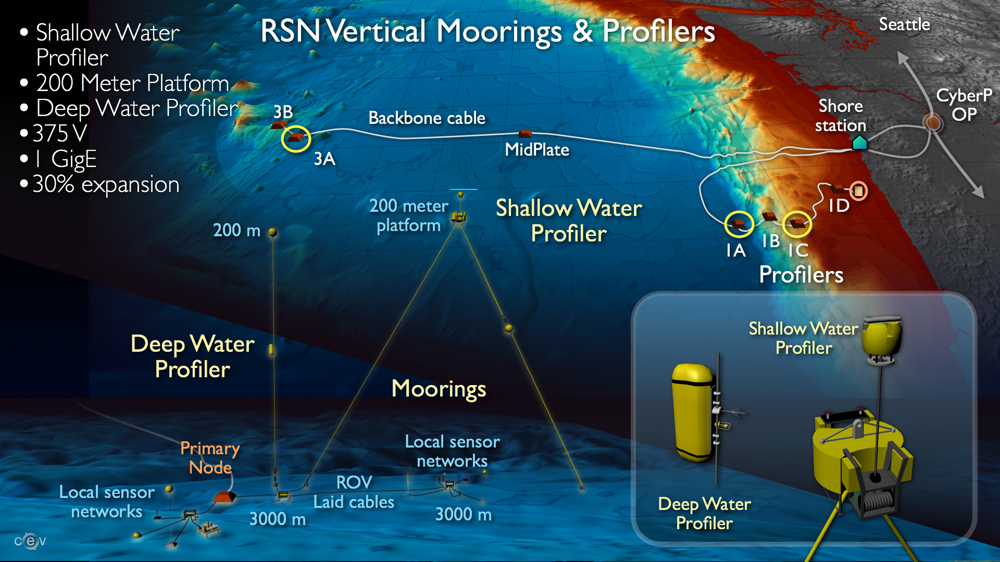 RSN Vertical Moorings & Profilers
• Shallow Water
Profiler
• 200 Meter Platform
• Deep Water Profiler
• 375 V
• 1 GigE
• 30% expansion
Seattle
CyberP
OP
Shore
station
3B
3A
Backbone cable
MidPlate
1A
1B
1C
1D
Profilers
200 meter
platform
Shallow Water
Profiler
200 m
Deep Water
Profiler
Moorings
Primary
Node
Local sensor
networks
3000 m
ROV
Laid cables
Local sensor
networks
3000 m
Shallow Water
Profiler
Deep Water
Profiler
cev